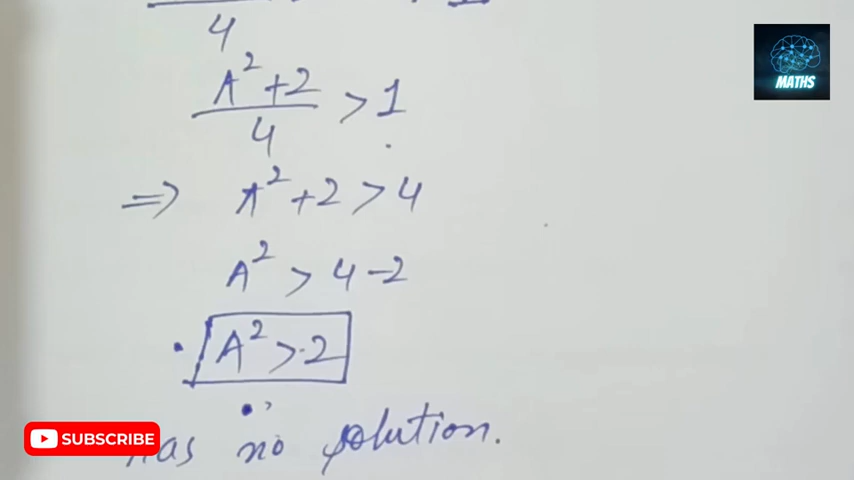 4
A² + 2 / 4 > 1
⇒ A² + 2 > 4
A² > 4 - 2
A² > 2
has no solution.
MATHS
SUBSCRIBE